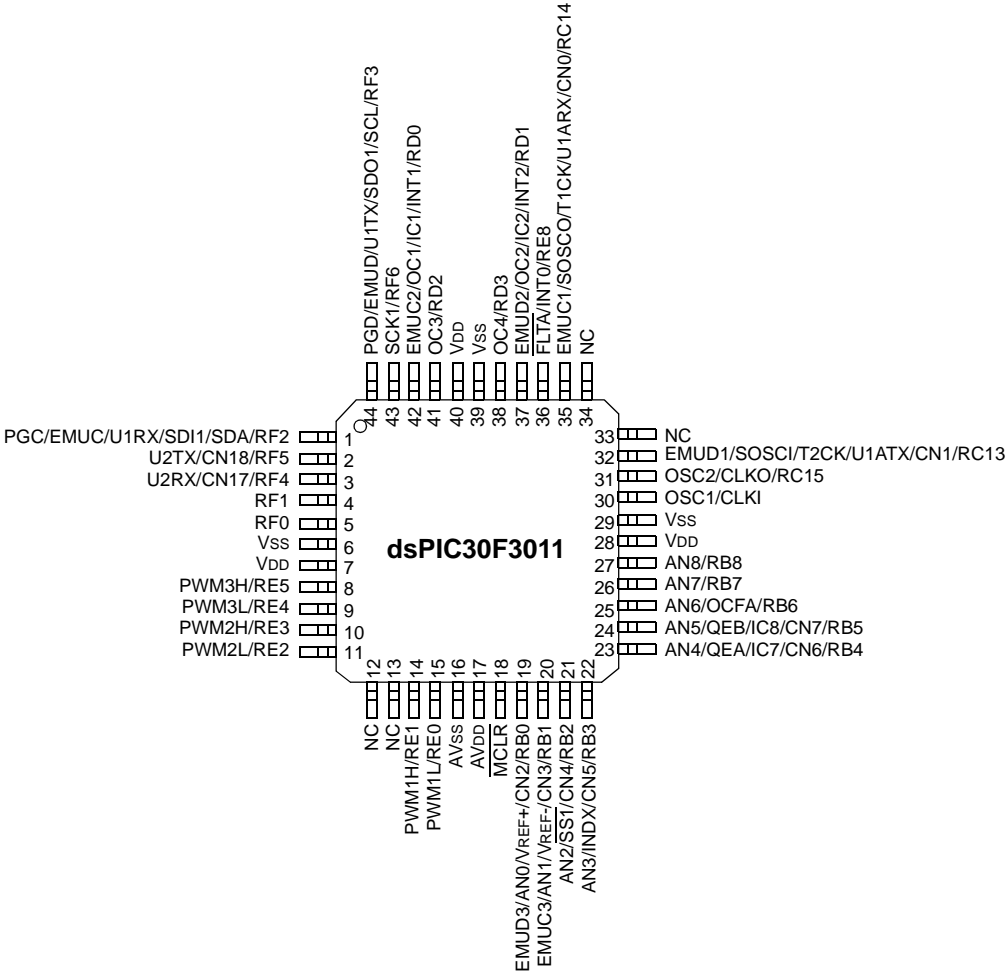 PGD/EMUD/U1TX/SDO1/SCL/RF3
SCK1/RF6
EMUC2/OC1/IC1/INT1/RD0
OC3/RD2
VDD
VSS
OC4/RD3
EMUD2/OC2/IC2/INT2/RD1
FLTA/INT0/RE8
EMUC1/SOSCO/T1CK/U1ARX/CN0/RC14
NC
44
43
42
41
40
39
38
37
36
35
34
PGC/EMUC/U1RX/SDI1/SDA/RF2 1
U2TX/CN18/RF5 2
U2RX/CN17/RF4 3
RF1 4
RF0 5
VSS 6
VDD 7
PWM3H/RE5 8
PWM3L/RE4 9
PWM2H/RE3 10
PWM2L/RE2 11
dsPIC30F3011
33 NC
32 EMUD1/SOSCI/T2CK/U1ATX/CN1/RC13
31 OSC2/CLKO/RC15
30 OSC1/CLKI
29 VSS
28 VDD
27 AN8/RB8
26 AN7/RB7
25 AN6/OCFA/RB6
24 AN5/QEB/IC8/CN7/RB5
23 AN4/QEA/IC7/CN6/RB4
12
13
14
15
16
17
18
19
20
21
22
NC
NC
PWM1H/RE1
PWM1L/RE0
AVSS
AVDD
MCLR
EMUD3/AN0/VREF+/CN2/RB0
EMUC3/AN1/VREF-/CN3/RB1
AN2/SS1/CN4/RB2
AN3/INDX/CN5/RB3